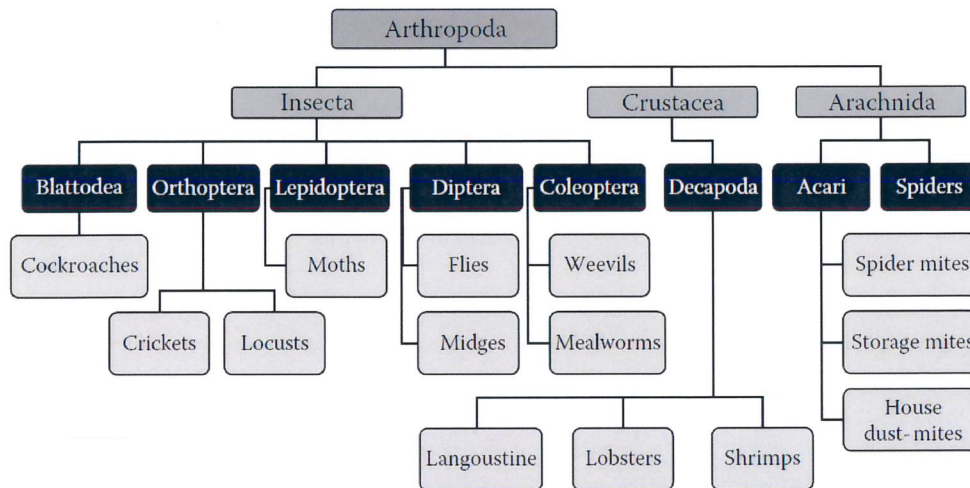 Arthropoda
Insecta
Crustacea
Arachnida
Blattodea
Orthoptera
Lepidoptera
Diptera
Coleoptera
Decapoda
Acari
Spiders
Cockroaches
Moths
Flies
Weevils
Spider mites
Crickets
Locusts
Midges
Mealworms
Storage mites
House
dust-mites
Langoustine
Lobsters
Shrimps